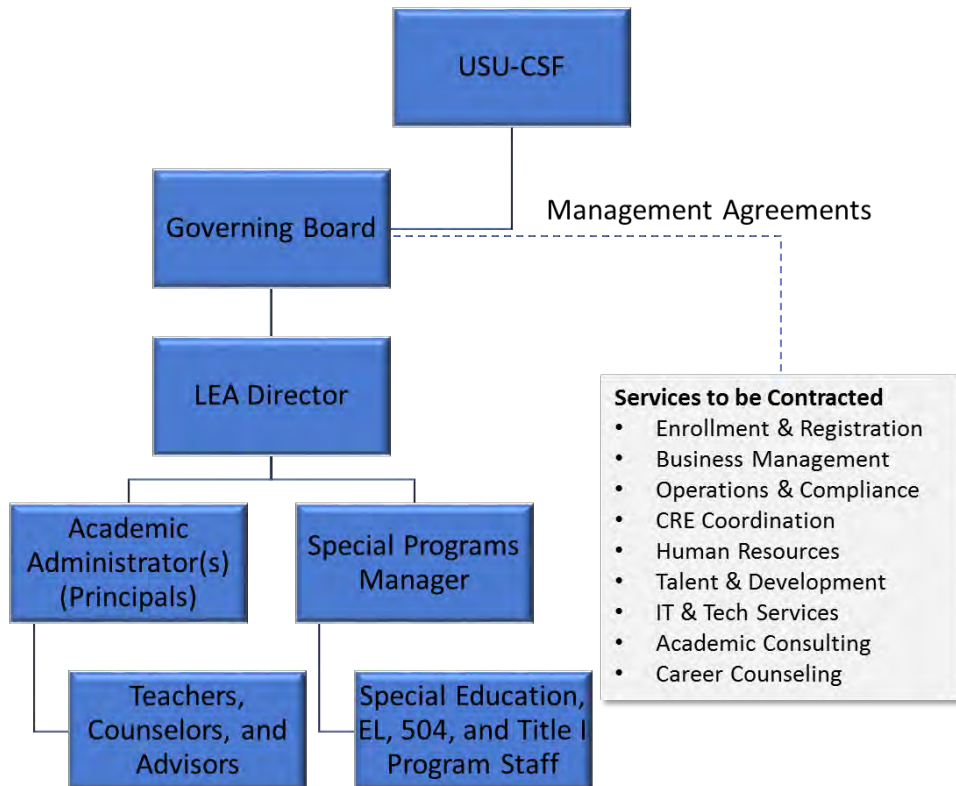 USU-CSF
Governing Board
Management Agreements
LEA Director
Services to be Contracted
• Enrollment & Registration
• Business Management
• Operations & Compliance
• CRE Coordination
• Human Resources
• Talent & Development
• IT & Tech Services
• Academic Consulting
• Career Counseling
Academic
Administrator(s)
(Principals)
Special Programs
Manager
Teachers,
Counselors, and
Advisors
Special Education,
EL, 504, and Title I
Program Staff